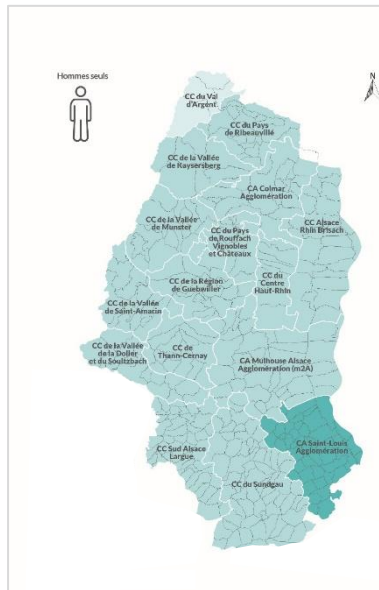 Hommes seuls
N
CC du Val
d'Argent
CC du Pays
de Ribeauvillé
CC de la Vallée
de Kaysersberg
CA Colmar
Agglomération
CC de la Vallée
de Munster
CC du Pays
de Rouffach
Vignobles
et Châteaux
CC Alsace
Rhin Brisach
CC de la Région
de Guebwiller
CC du
Centre
Haut-Rhin
CC de la Vallée
de Saint-Amarin
CC de la Vallée
de la Doller
et du Soultzbach
CC de
Thann-Cernay
CA Mulhouse Alsace
Agglomération (m2A)
CA Saint-Louis
Agglomération
CC Sud Alsace
Largue
CC du Sundgau